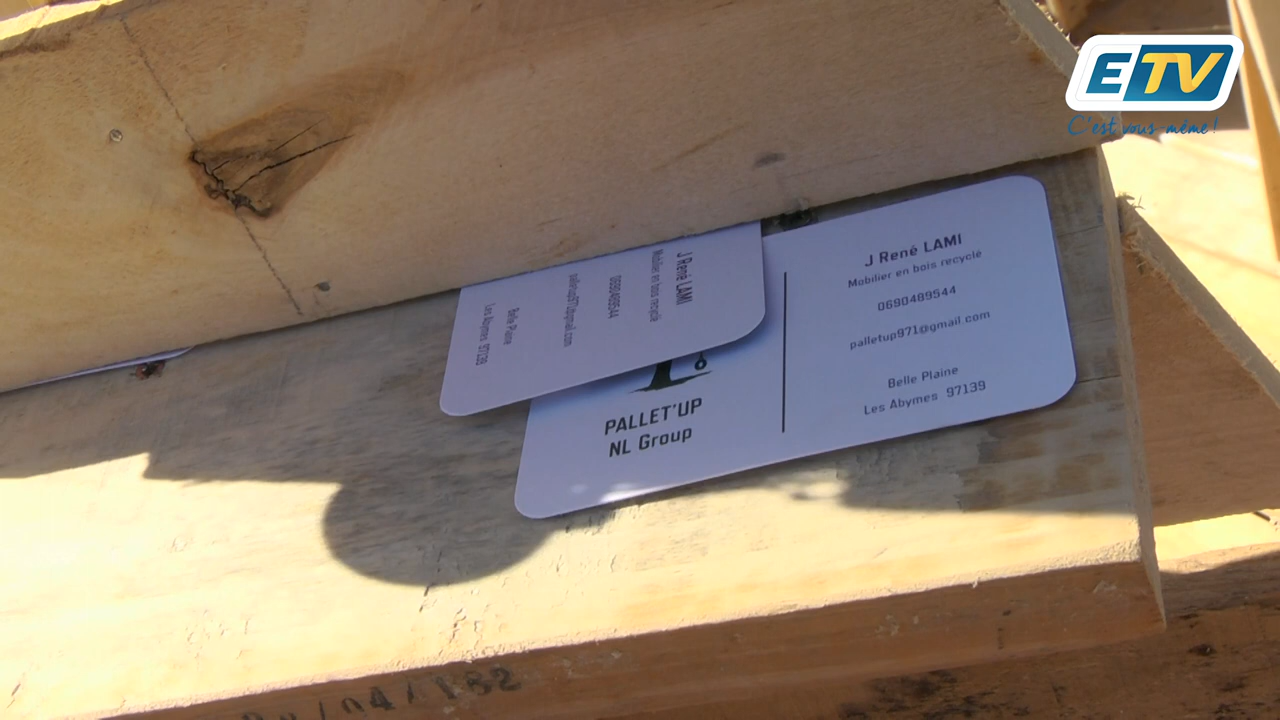 ETV
C'est vous-même !
J René LAMI
Mobilier en bois recyclé
0690489544
palletup971@gmail.com
Belle Plaine
Les Abymes 97139
PALLET'UP
NL Group
J René LAMI
Mobilier en bois recyclé
0690489544
palletup971@gmail.com
Belle Plaine
Les Abymes 97139